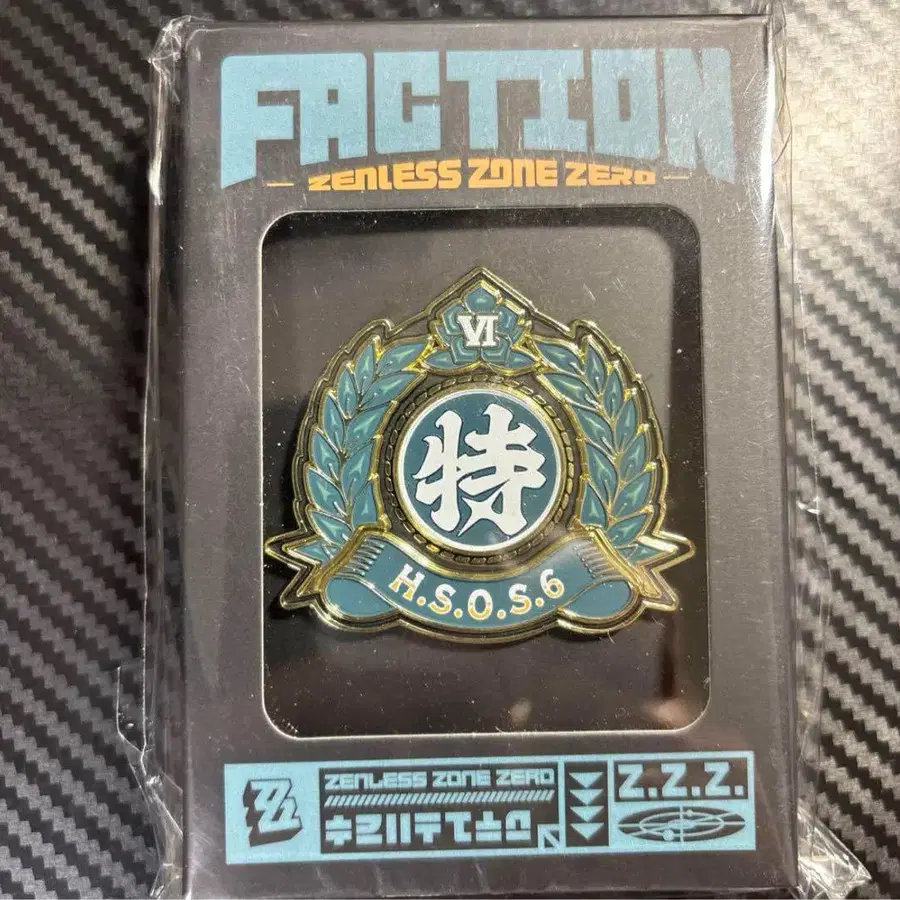 FACTION
ZENLESS ZONE ZERO
VI
特
H.S.O.S.6
ZENLESS ZONE ZERO
Z.Z.Z.